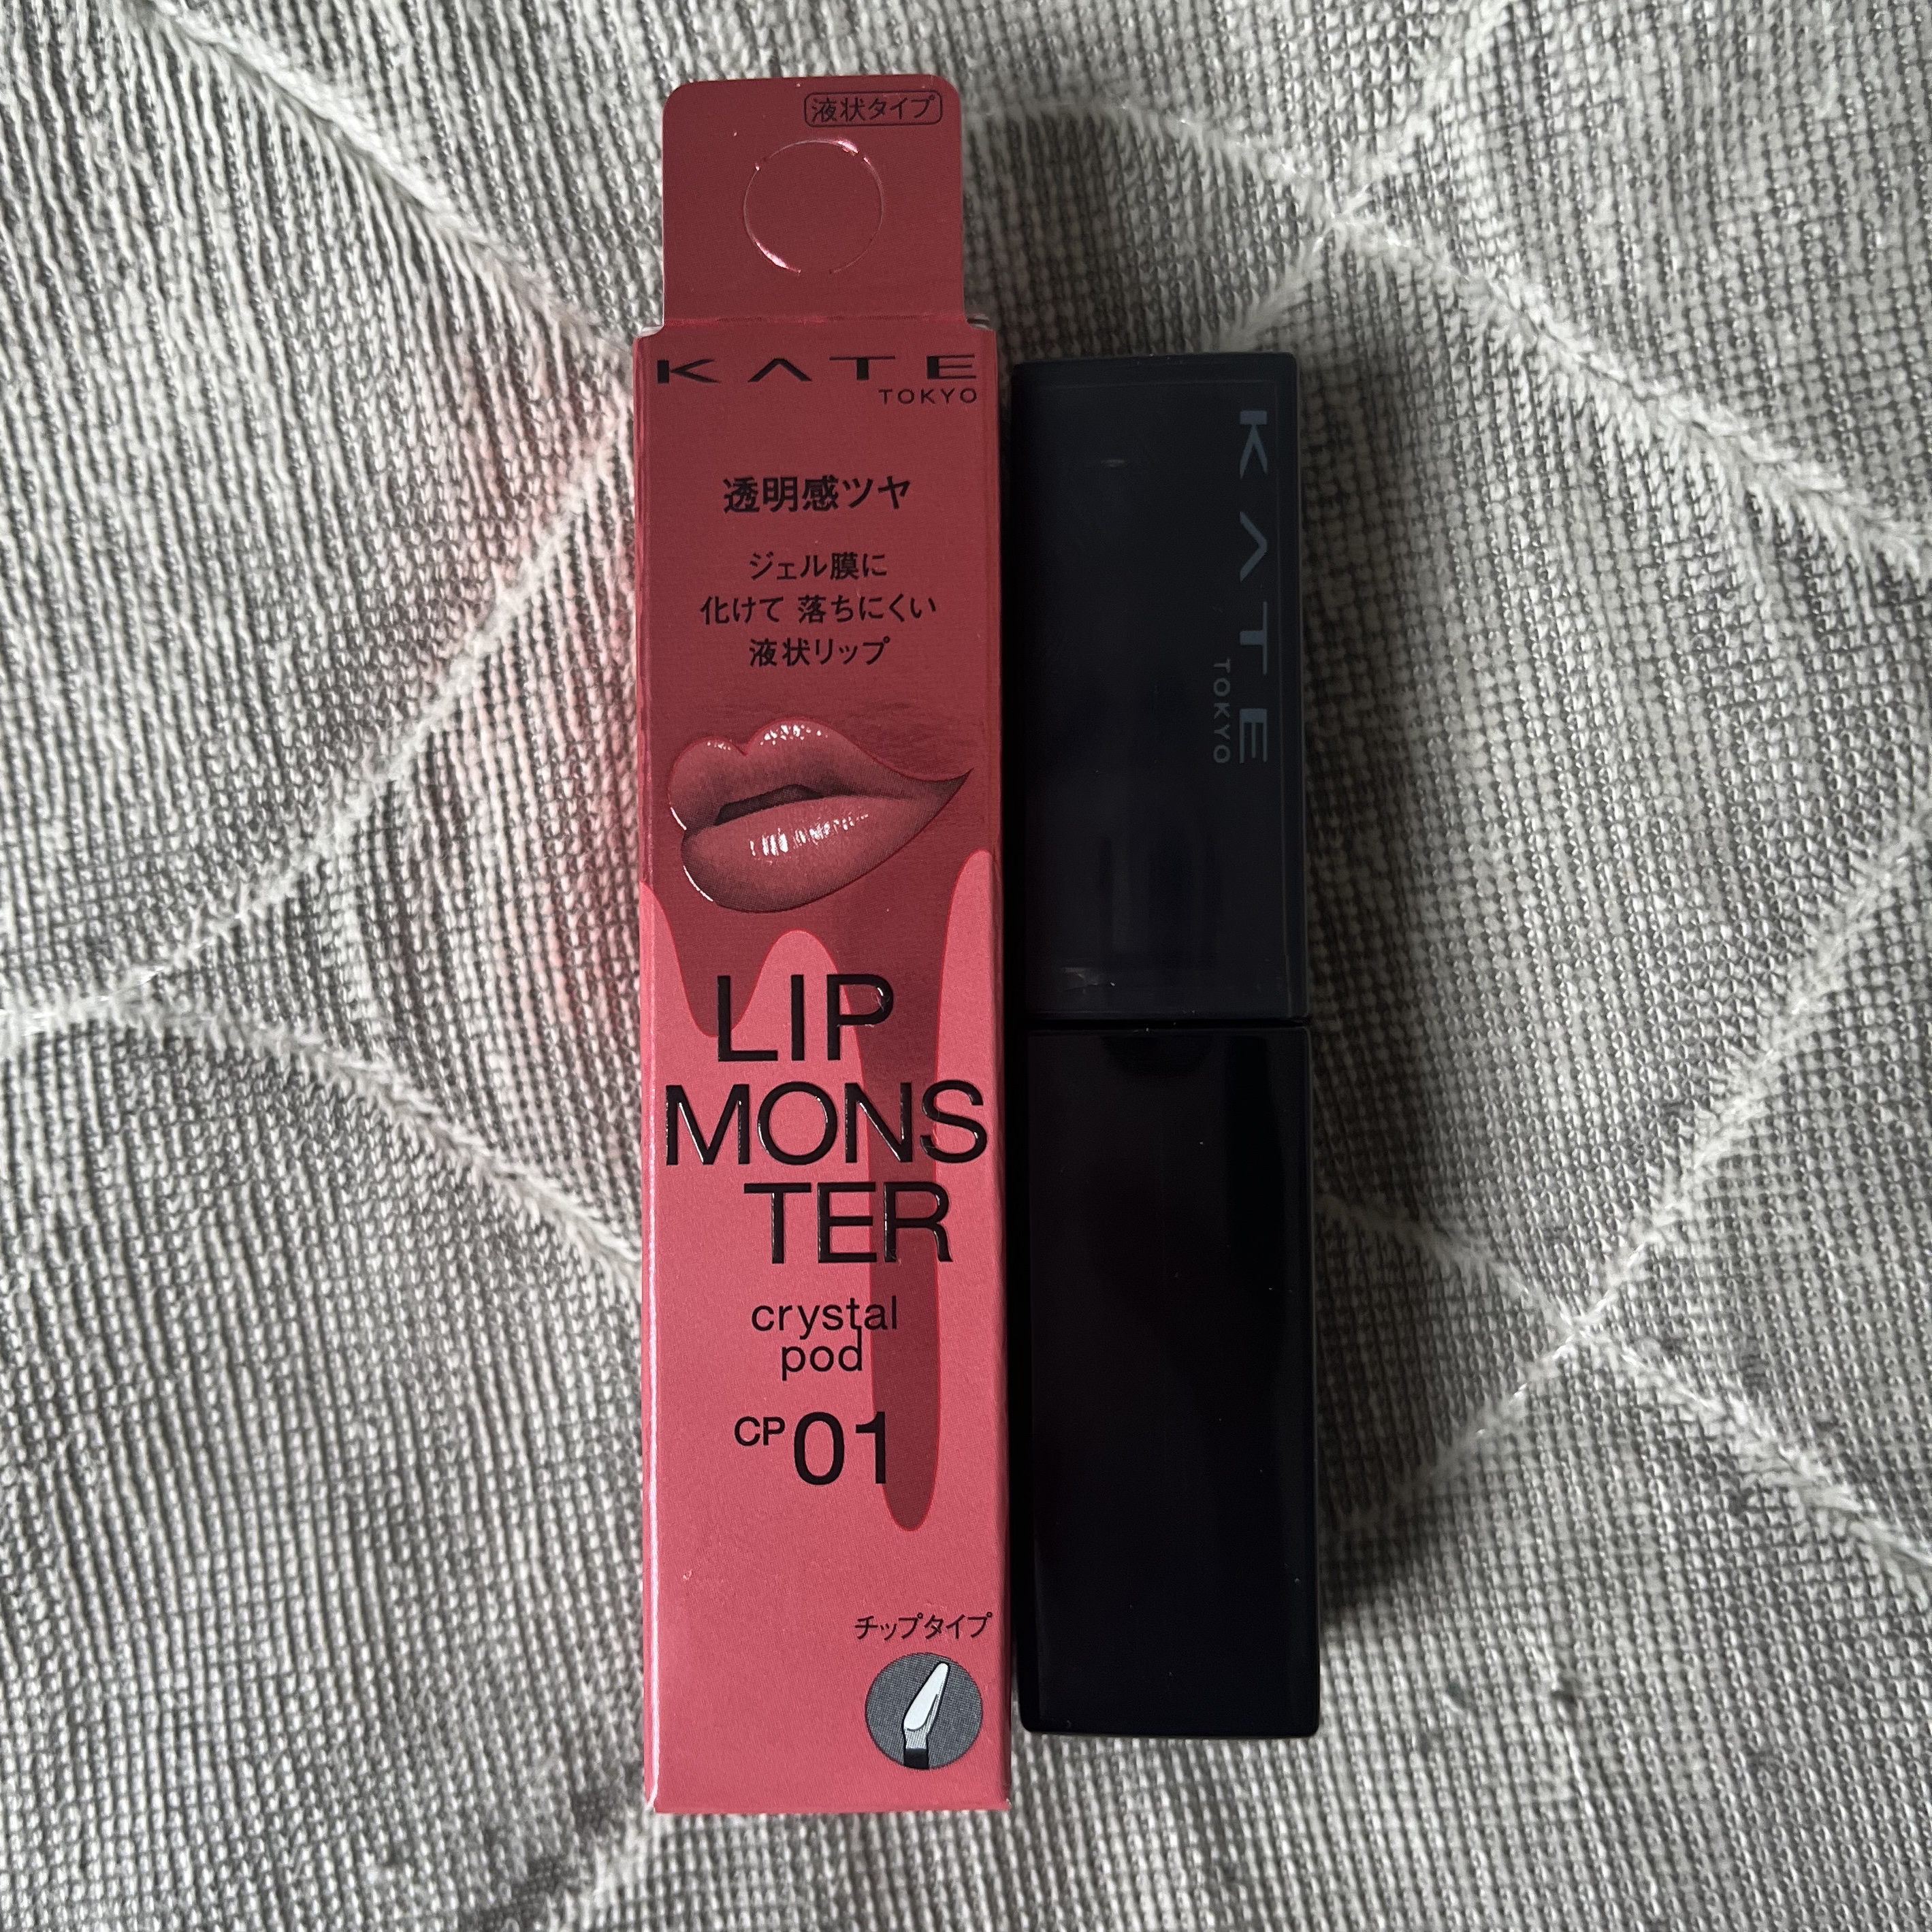 液状タイプ
KATE
TOKYO
透明感ツヤ
ジェル膜に
化けて 落ちにくい
液状リップ
LIP
MONS
TER
crystal
pod
CP01
チップタイプ
KATE
TOKYO